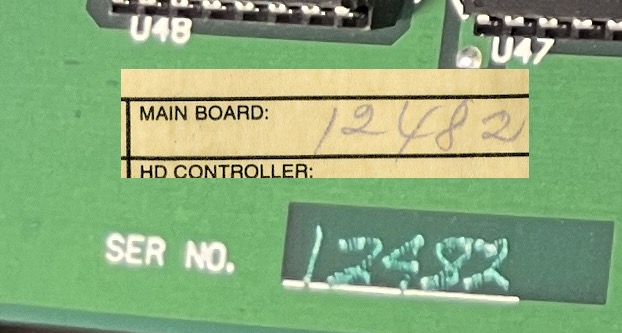 U48
U47
MAIN BOARD: 12482
HD CONTROLLER:
SER NO. 12482